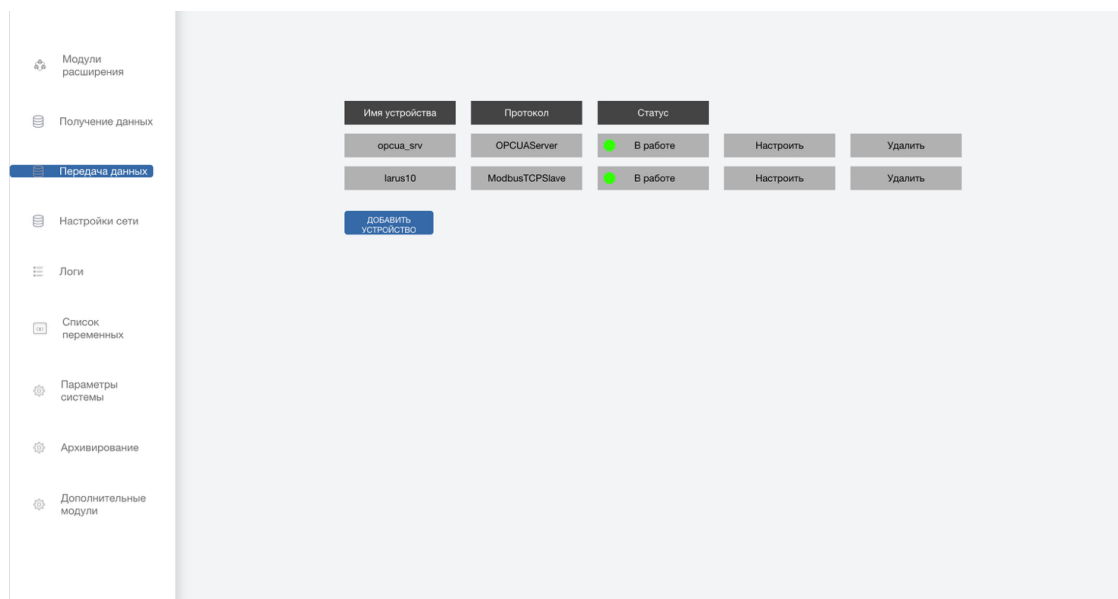 Модули
расширения
Получение данных
Передача данных
Настройки сети
Логи
Список
переменных
Параметры
системы
Архивирование
Дополнительные
модули
Имя устройства Протокол Статус
opcua_srv OPCUAServer В работе Настроить Удалить
larus10 ModbusTCPSlave В работе Настроить Удалить
ДОБАВИТЬ
УСТРОЙСТВО